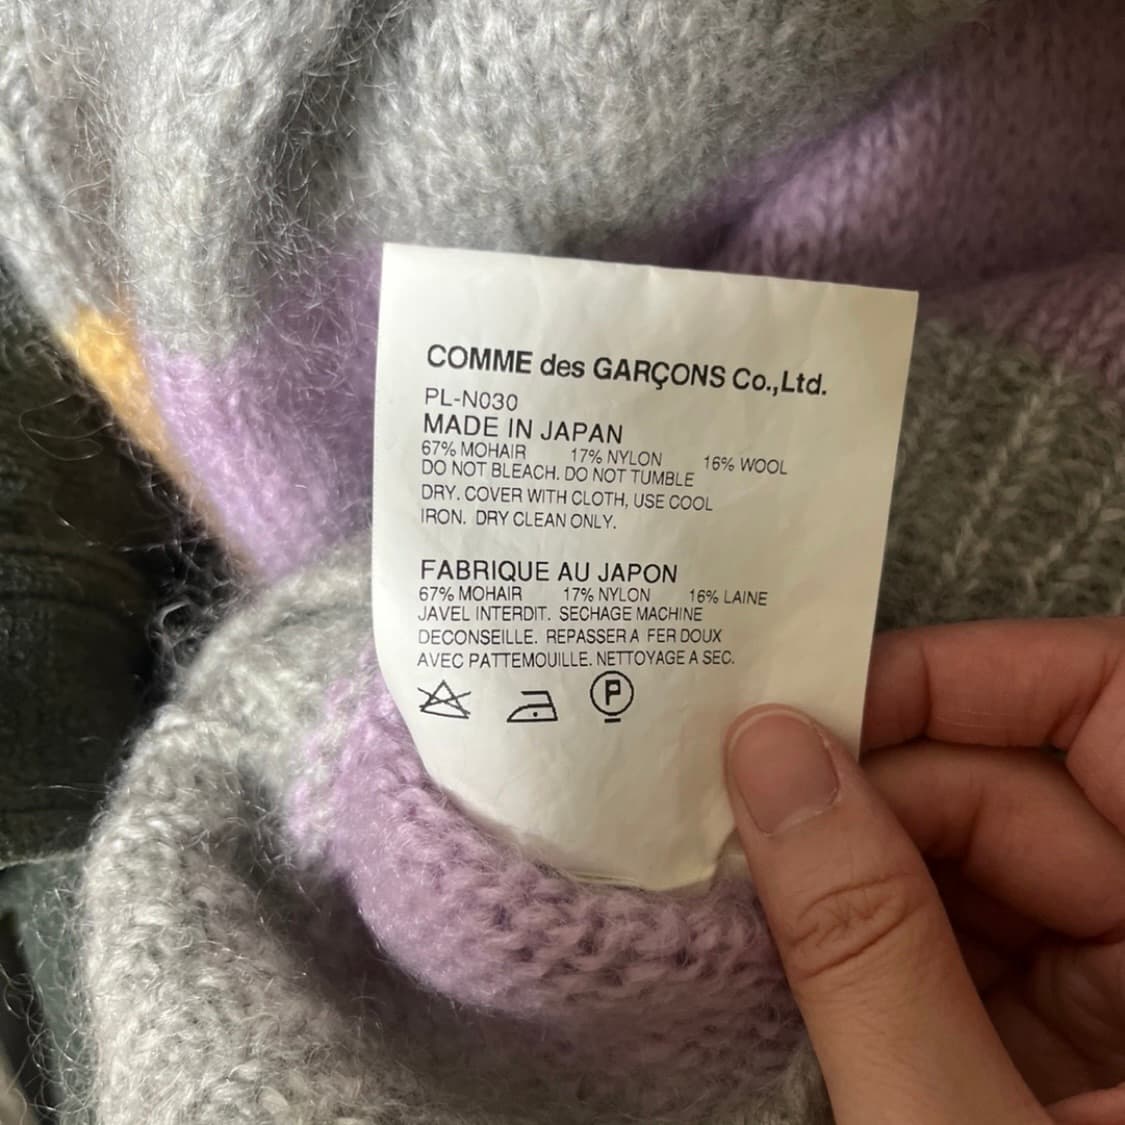 COMME des GARÇONS Co.,Ltd.
PL-N030
MADE IN JAPAN
67% MOHAIR 17% NYLON 16% WOOL
DO NOT BLEACH. DO NOT TUMBLE
DRY. COVER WITH CLOTH, USE COOL
IRON. DRY CLEAN ONLY.
FABRIQUE AU JAPON
67% MOHAIR 17% NYLON 16% LAINE
JAVEL INTERDIT. SECHAGE MACHINE
DECONSEILLE. REPASSER A FER DOUX
AVEC PATTEMOUILLE. NETTOYAGE A SEC.
P